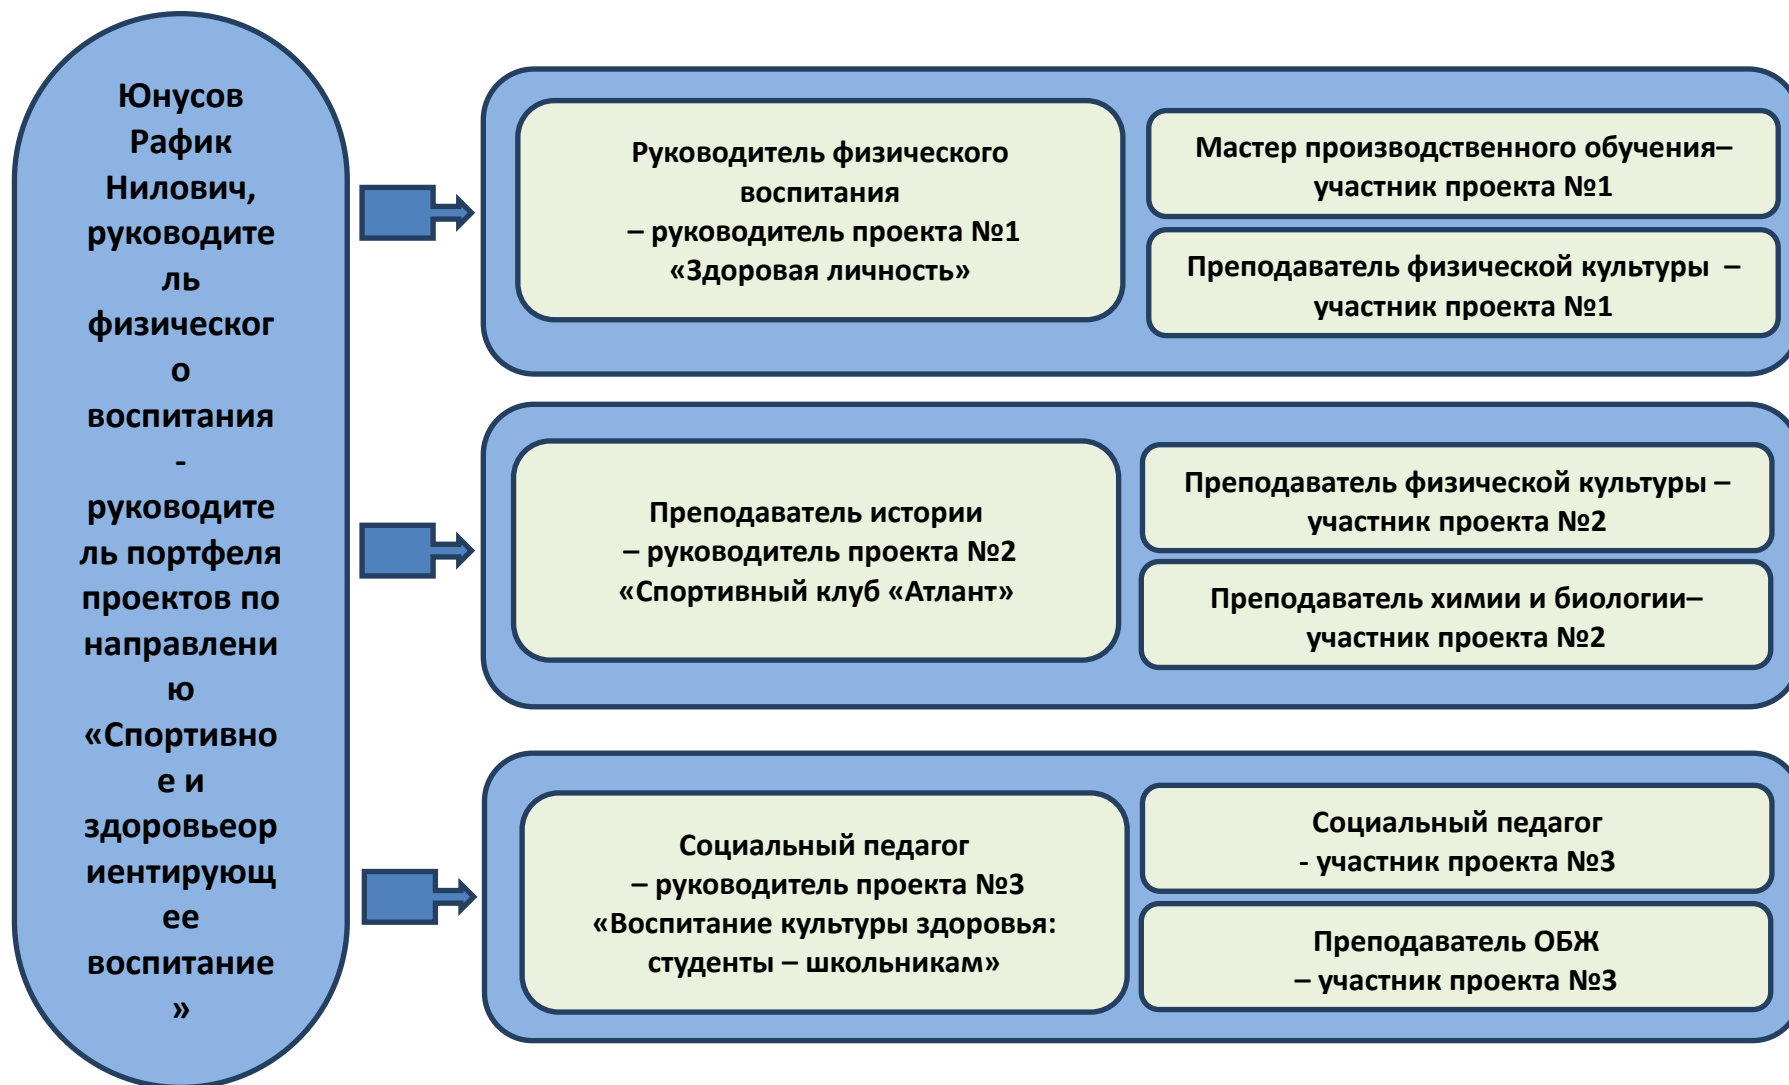 Юнусов
Рафик
Нилович,
руководите
ль
физическог
о
воспитания
-
руководите
ль портфеля
проектов по
направлени
ю
«Спортивно
е и
здоровьеор
иентирующ
ее
воспитание
»
Руководитель физического
воспитания
– руководитель проекта №1
«Здоровая личность»
Мастер производственного обучения–
участник проекта №1
Преподаватель физической культуры –
участник проекта №1
Преподаватель истории
– руководитель проекта №2
«Спортивный клуб «Атлант»
Преподаватель физической культуры –
участник проекта №2
Преподаватель химии и биологии–
участник проекта №2
Социальный педагог
– руководитель проекта №3
«Воспитание культуры здоровья:
студенты – школьникам»
Социальный педагог
- участник проекта №3
Преподаватель ОБЖ
– участник проекта №3